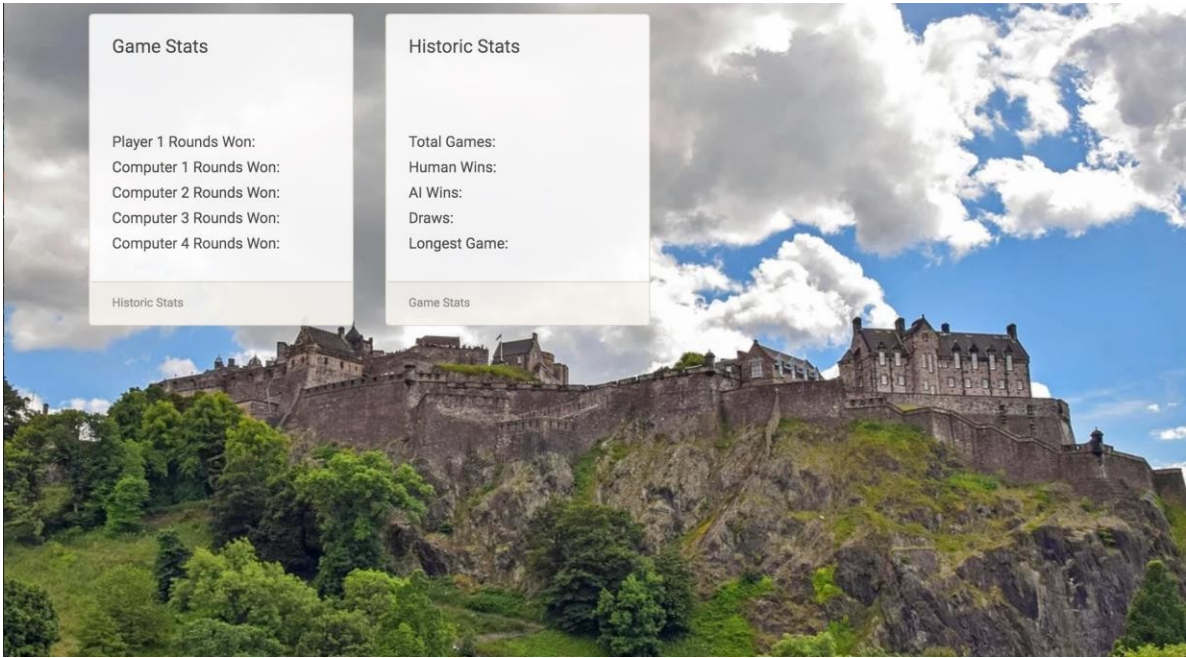 Game Stats
Player 1 Rounds Won:
Computer 1 Rounds Won:
Computer 2 Rounds Won:
Computer 3 Rounds Won:
Computer 4 Rounds Won:
Historic Stats
Historic Stats
Total Games:
Human Wins:
AI Wins:
Draws:
Longest Game:
Game Stats